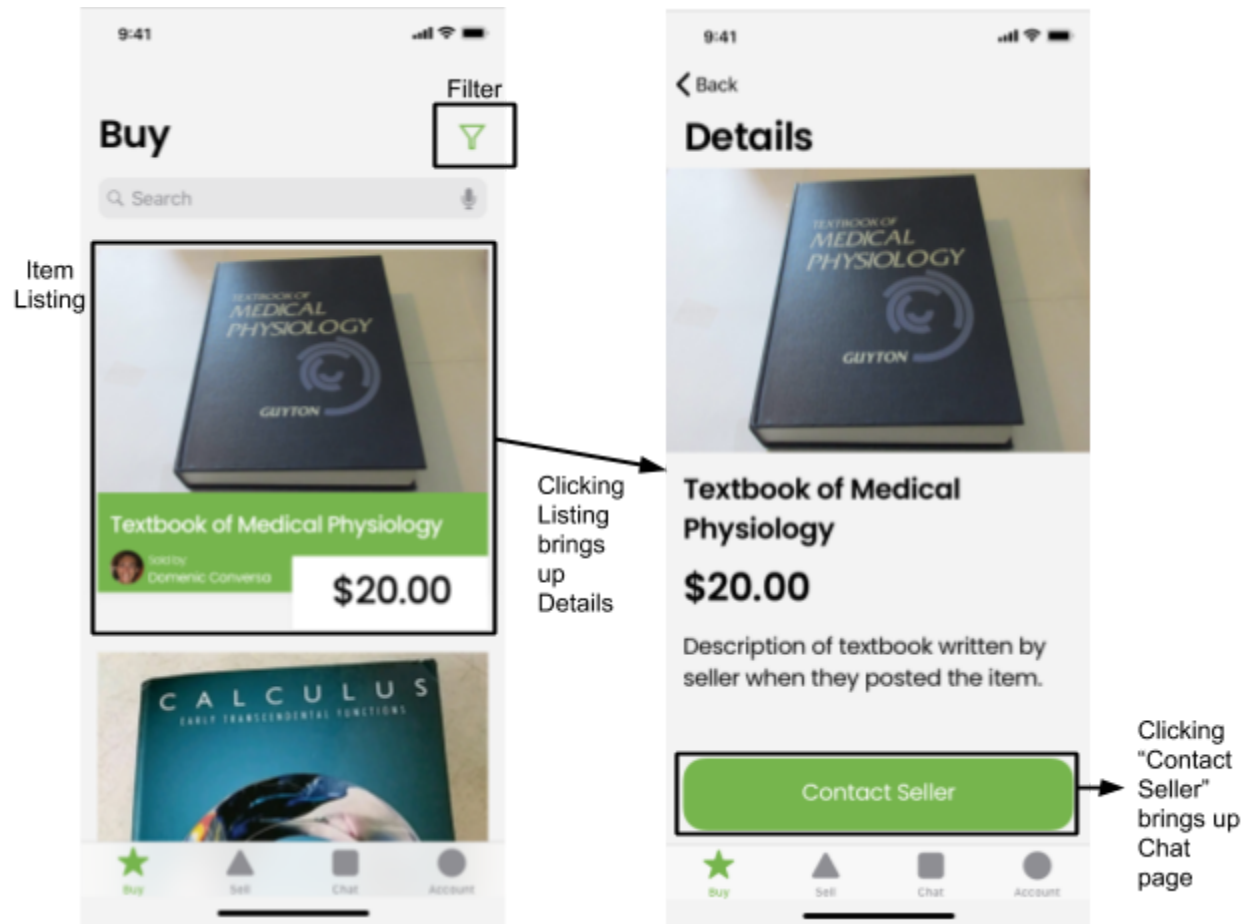 9:41
Filter
Buy
Search
Item
Listing
TEXTBOOK OF
MEDICAL
PHYSIOLOGY
GUYTON
Textbook of Medical Physiology
Sold by
Domenic Conversa
$20.00
CALCULUS
EARLY TRANSCENDENTAL FUNCTIONS
Buy
Sell
Chat
Account
Clicking
Listing
brings
up
Details
9:41
Back
Details
TEXTBOOK OF
MEDICAL
PHYSIOLOGY
GUYTON
Textbook of Medical
Physiology
$20.00
Description of textbook written by
seller when they posted the item.
Contact Seller
Buy
Sell
Chat
Account
Clicking
“Contact
Seller”
brings up
Chat
page